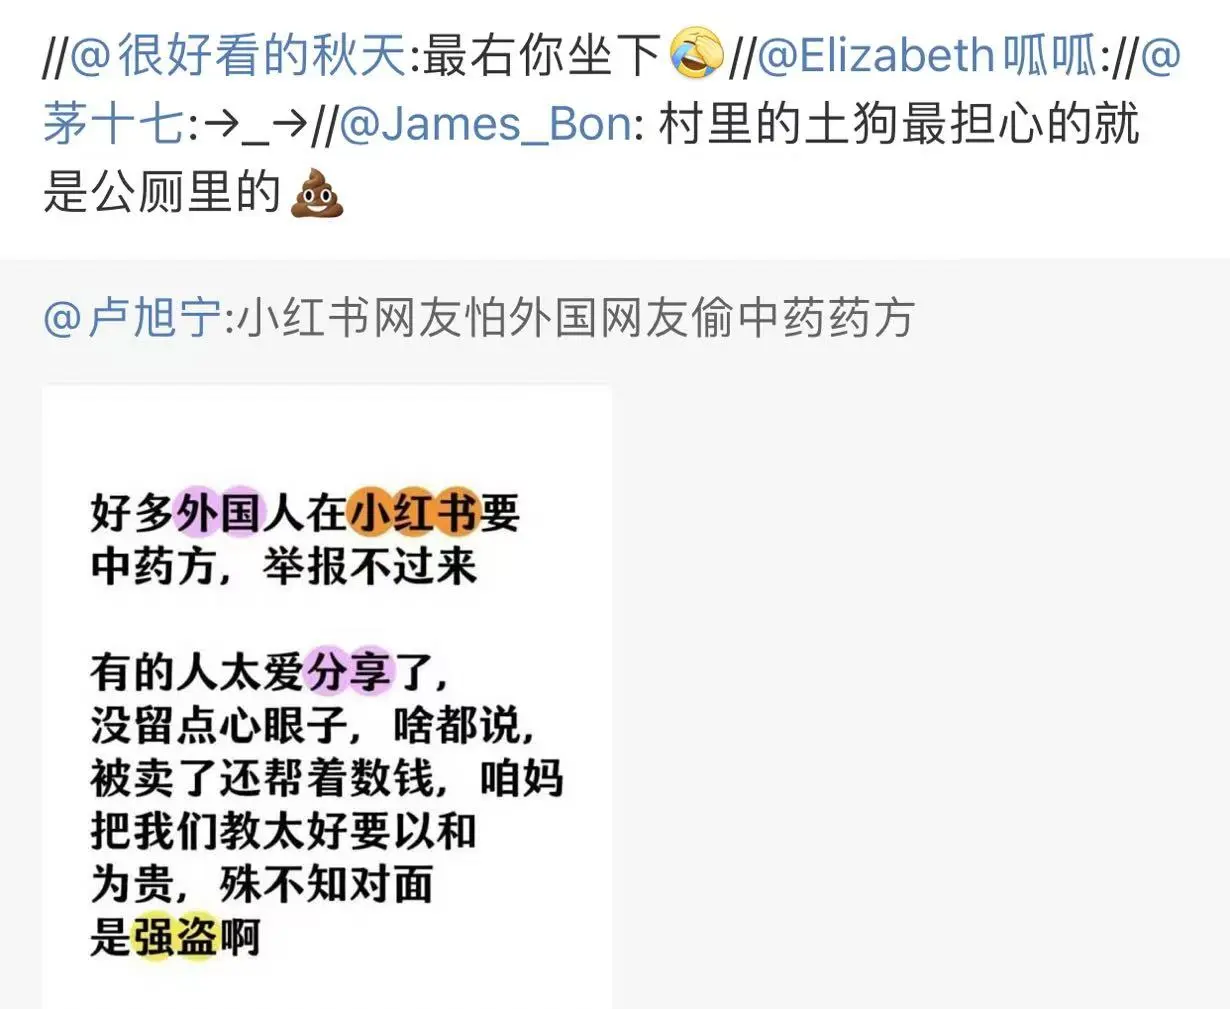 //@很好看的秋天:最右你坐下🤣//@Elizabeth呱呱://@
茅十七:→_→//@James_Bon: 村里的土狗最担心的就
是公厕里的💩
@卢旭宁:小红书网友怕外国网友偷中药药方
好多外国人在小红书要
中药方，举报不过来
有的人太爱分享了，
没留点心眼子，啥都说，
被卖了还帮着数钱，咱妈
把我们教太好要以和
为贵，殊不知对面
是强盗啊